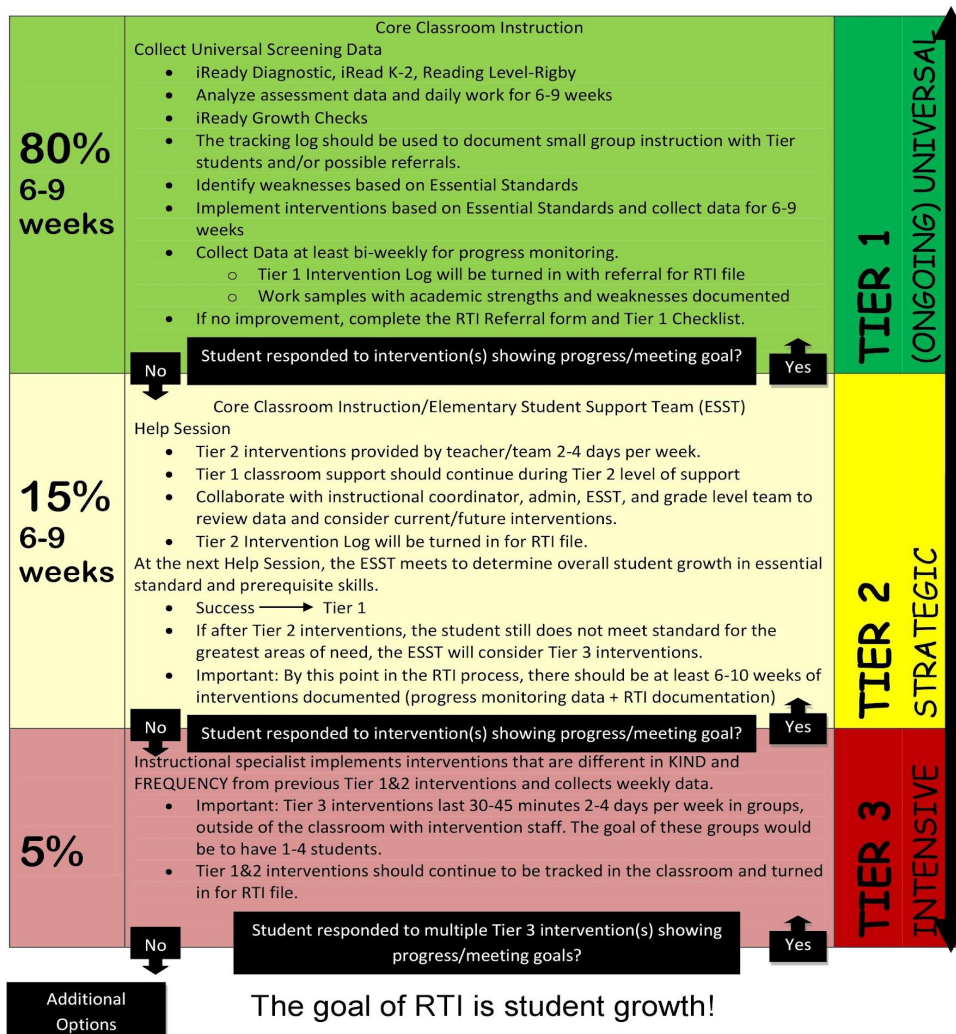 80%
6-9
weeks
Core Classroom Instruction
Collect Universal Screening Data
• iReady Diagnostic, iRead K-2, Reading Level-Rigby
• Analyze assessment data and daily work for 6-9 weeks
• iReady Growth Checks
• The tracking log should be used to document small group instruction with Tier
students and/or possible referrals.
• Identify weaknesses based on Essential Standards
• Implement interventions based on Essential Standards and collect data for 6-9
weeks
• Collect Data at least bi-weekly for progress monitoring.
o Tier 1 Intervention Log will be turned in with referral for RTI file
o Work samples with academic strengths and weaknesses documented
• If no improvement, complete the RTI Referral form and Tier 1 Checklist.
TIER 1
(ONGOING) UNIVERSAL
No
Student responded to intervention(s) showing progress/meeting goal?
Yes
15%
6-9
weeks
Core Classroom Instruction/Elementary Student Support Team (ESST)
Help Session
• Tier 2 interventions provided by teacher/team 2-4 days per week.
• Tier 1 classroom support should continue during Tier 2 level of support
• Collaborate with instructional coordinator, admin, ESST, and grade level team to
review data and consider current/future interventions.
• Tier 2 Intervention Log will be turned in for RTI file.
At the next Help Session, the ESST meets to determine overall student growth in essential
standard and prerequisite skills.
• Success → Tier 1
• If after Tier 2 interventions, the student still does not meet standard for the
greatest areas of need, the ESST will consider Tier 3 interventions.
• Important: By this point in the RTI process, there should be at least 6-10 weeks of
interventions documented (progress monitoring data + RTI documentation)
TIER 2
STRATEGIC
No
Student responded to intervention(s) showing progress/meeting goal?
Yes
5%
Instructional specialist implements interventions that are different in KIND and
FREQUENCY from previous Tier 1&2 interventions and collects weekly data.
• Important: Tier 3 interventions last 30-45 minutes 2-4 days per week in groups,
outside of the classroom with intervention staff. The goal of these groups would
be to have 1-4 students.
• Tier 1&2 interventions should continue to be tracked in the classroom and turned
in for RTI file.
TIER 3
INTENSIVE
No
Student responded to multiple Tier 3 intervention(s) showing
progress/meeting goals?
Yes
Additional
Options
The goal of RTI is student growth!